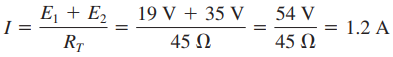 I = E₁ + E₂ / R_T = 19 V + 35 V / 45 Ω = 54 V / 45 Ω = 1.2 A